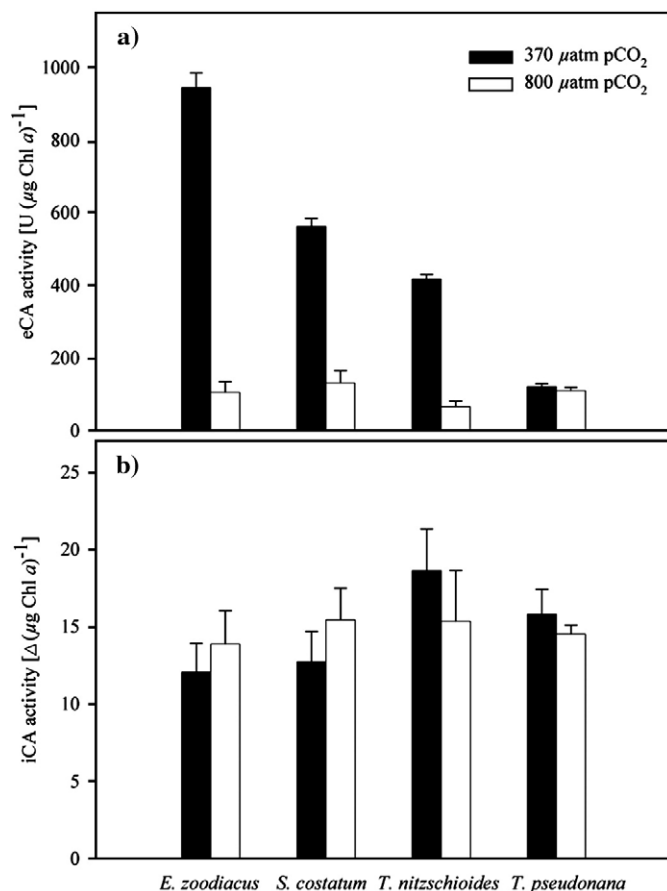 a)
370 µatm pCO₂
800 µatm pCO₂
1000
800
600
400
200
0
eCA activity [U (µg Chl a)⁻¹]
b)
25
20
15
10
5
0
iCA activity [Δ (µg Chl a)⁻¹]
E. zoodiacus S. costatum T. nitzschioides T. pseudonana